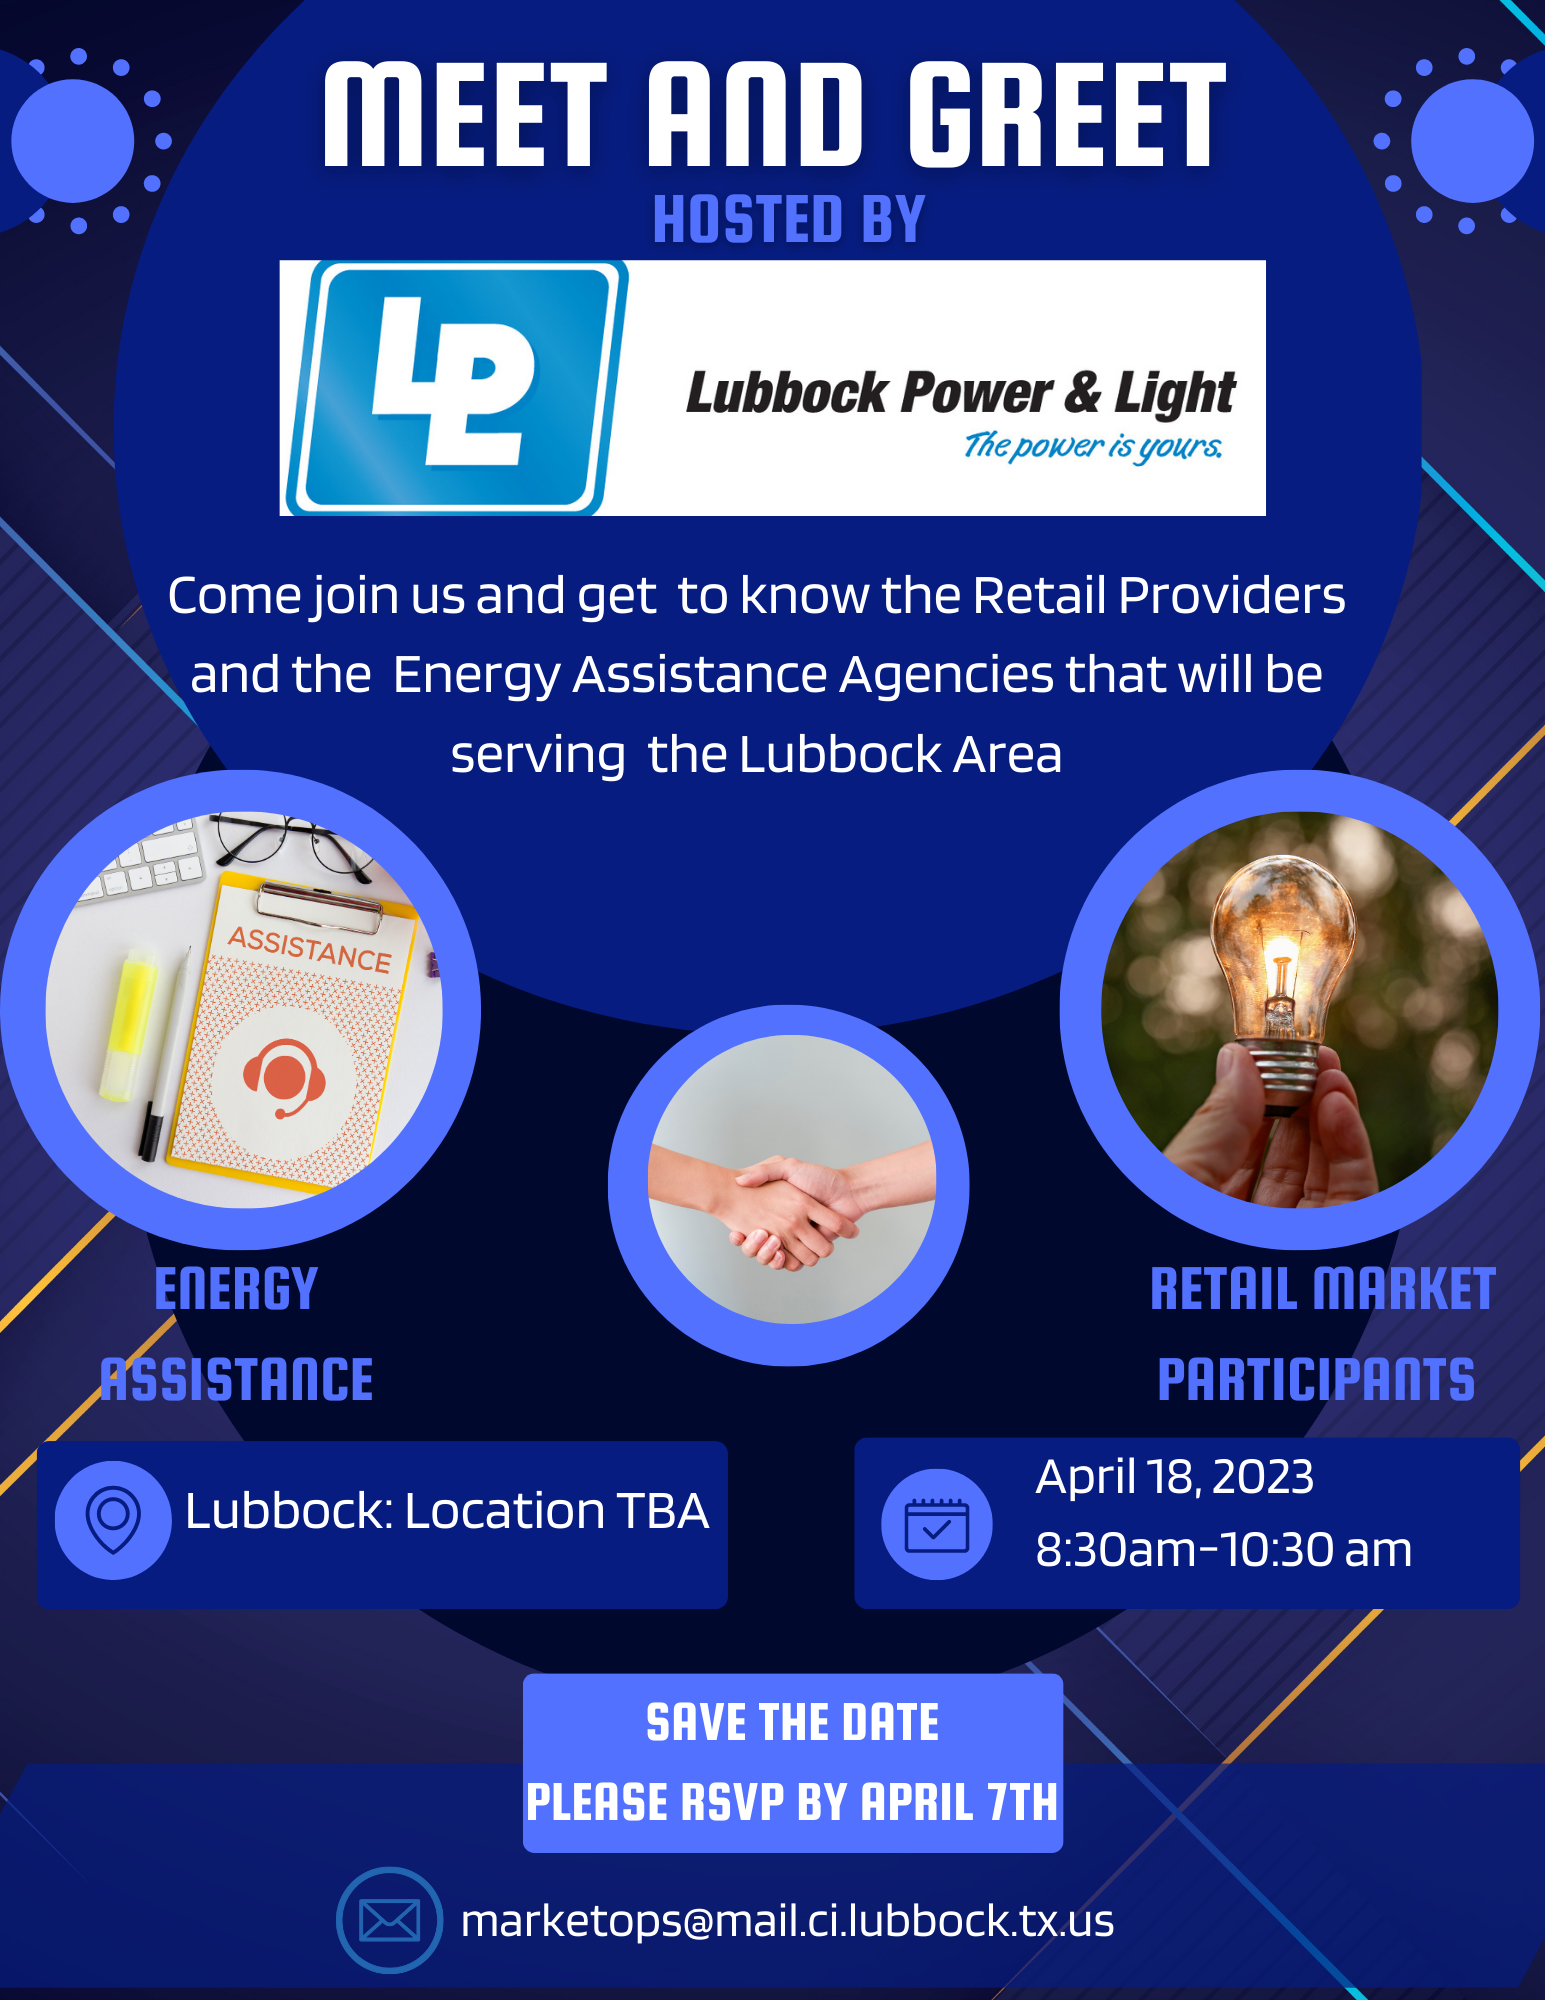 MEET AND GREET
HOSTED BY
LP&L
Lubbock Power & Light
The power is yours.
Come join us and get to know the Retail Providers
and the Energy Assistance Agencies that will be
serving the Lubbock Area
ASSISTANCE
ENERGY
ASSISTANCE
RETAIL MARKET
PARTICIPANTS
Lubbock: Location TBA
April 18, 2023
8:30am-10:30 am
SAVE THE DATE
PLEASE RSVP BY APRIL 7TH
marketops@mail.ci.lubbock.tx.us